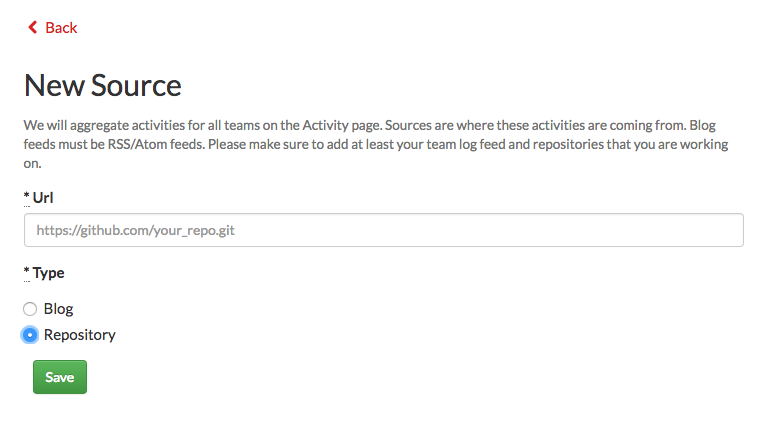 Back
New Source
We will aggregate activities for all teams on the Activity page. Sources are where these activities are coming from. Blog
feeds must be RSS/Atom feeds. Please make sure to add at least your team log feed and repositories that you are working
on.
* Url
https://github.com/your_repo.git
* Type
Blog
Repository
Save